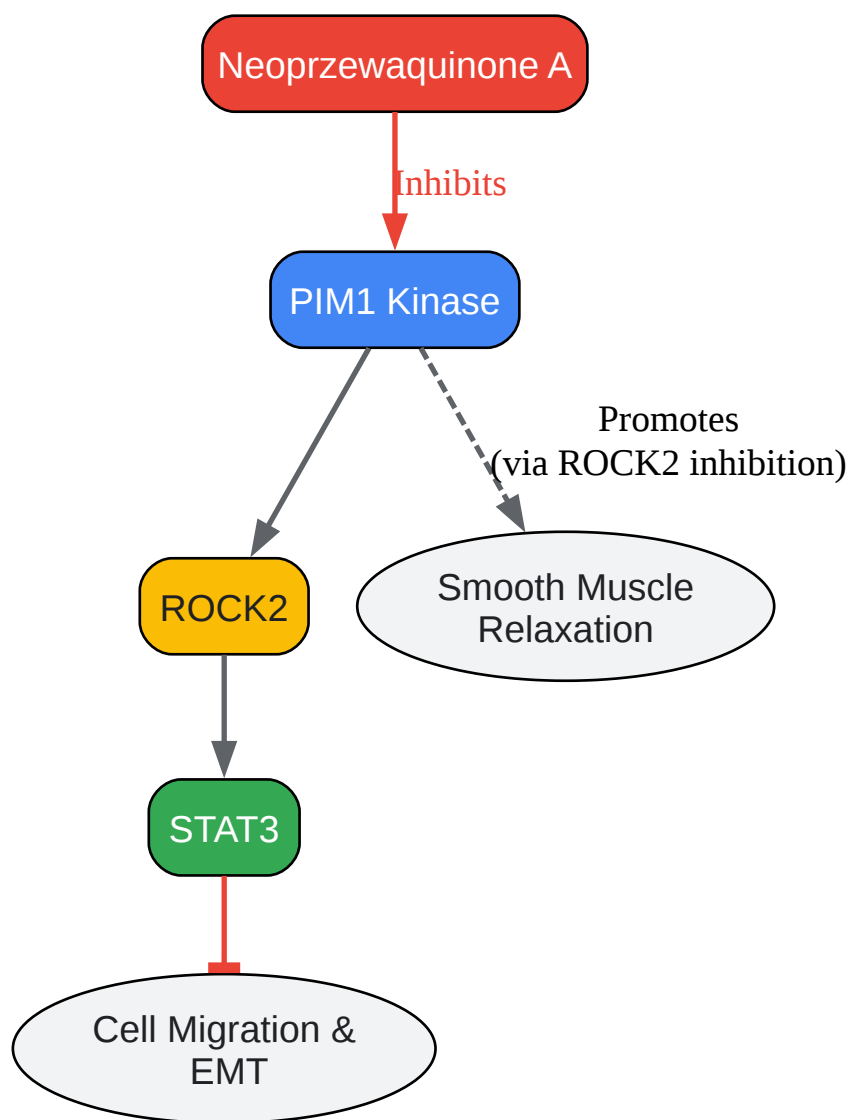 Neoprzewaquinone A
Inhibits
PIM1 Kinase
Promotes
(via ROCK2 inhibition)
ROCK2
Smooth Muscle
Relaxation
STAT3
Cell Migration &
EMT